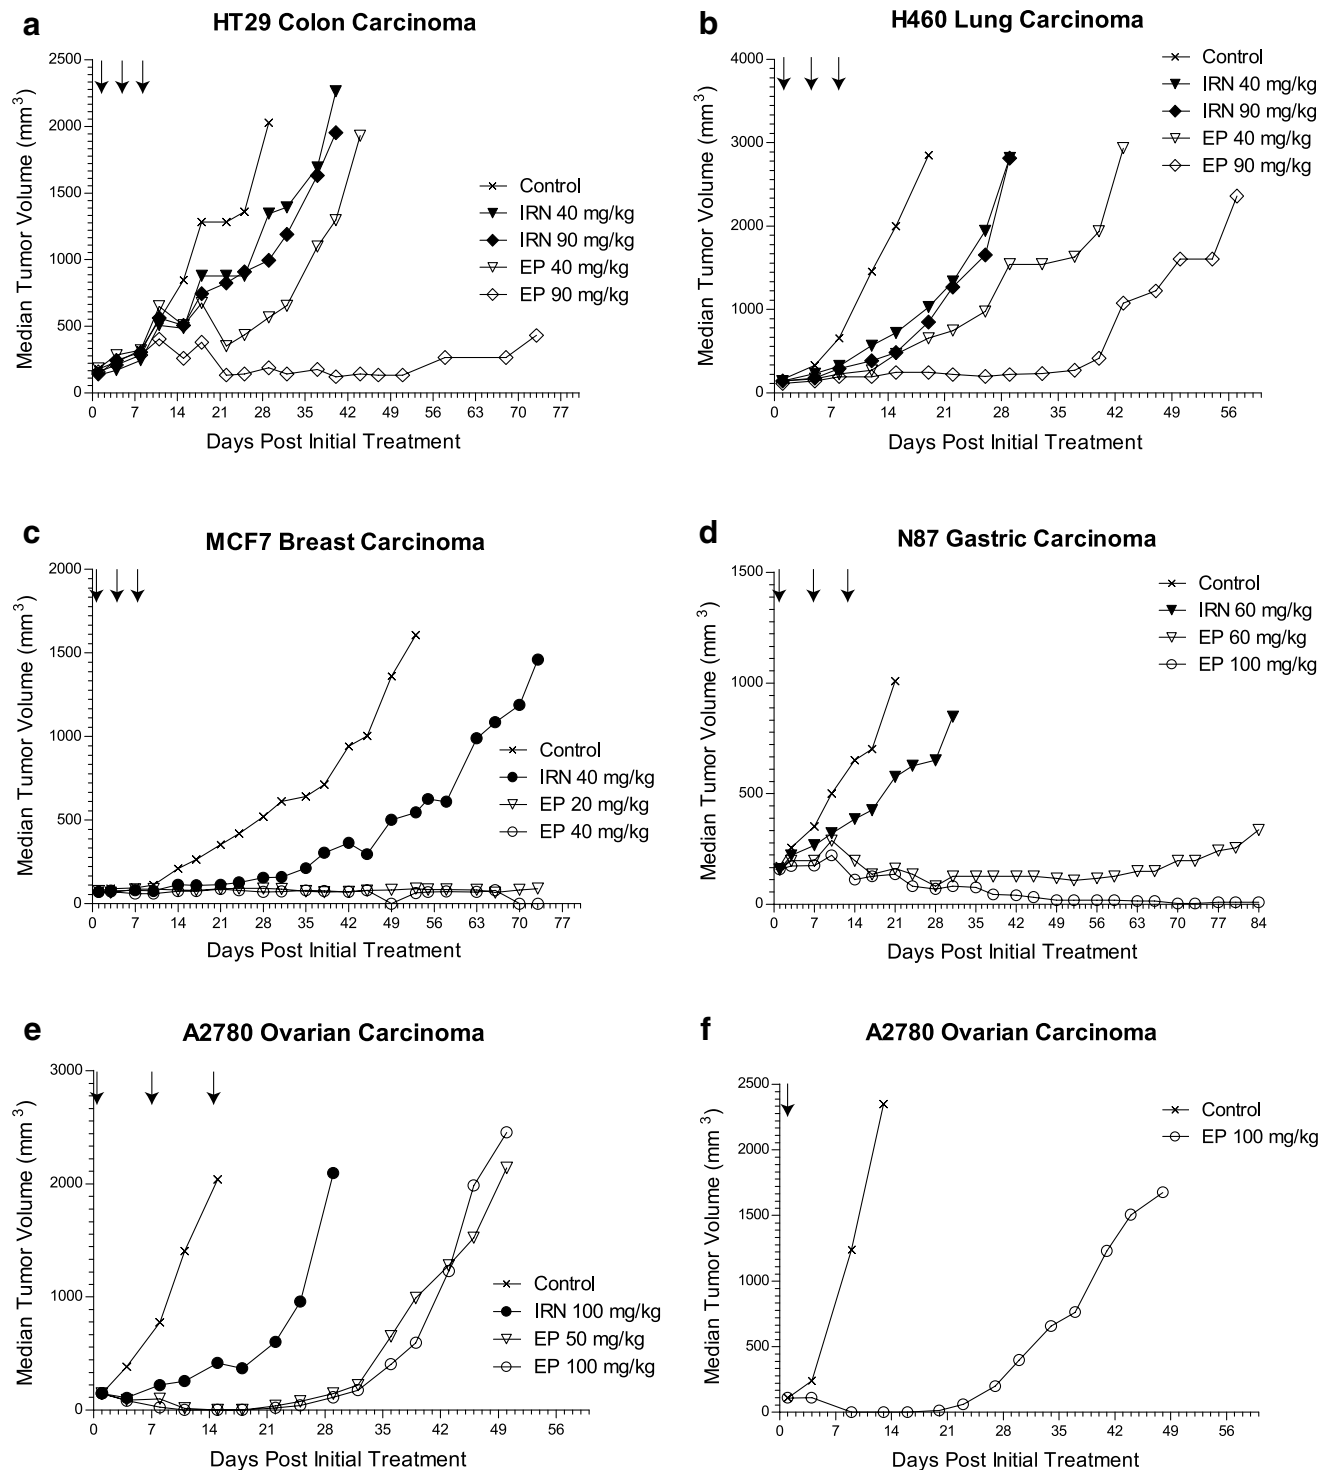 a
HT29 Colon Carcinoma
Median Tumor Volume (mm3)
2500
2000
1500
1000
500
0
0 7 14 21 28 35 42 49 56 63 70 77
Days Post Initial Treatment
Control
IRN 40 mg/kg
IRN 90 mg/kg
EP 40 mg/kg
EP 90 mg/kg
b
H460 Lung Carcinoma
Median Tumor Volume (mm3)
4000
3000
2000
1000
0
0 7 14 21 28 35 42 49 56
Days Post Initial Treatment
Control
IRN 40 mg/kg
IRN 90 mg/kg
EP 40 mg/kg
EP 90 mg/kg
c
MCF7 Breast Carcinoma
Median Tumor Volume (mm3)
2000
1500
1000
500
0
0 7 14 21 28 35 42 49 56 63 70 77
Days Post Initial Treatment
Control
IRN 40 mg/kg
EP 20 mg/kg
EP 40 mg/kg
d
N87 Gastric Carcinoma
Median Tumor Volume (mm3)
1500
1000
500
0
0 7 14 21 28 35 42 49 56 63 70 77 84
Days Post Initial Treatment
Control
IRN 60 mg/kg
EP 60 mg/kg
EP 100 mg/kg
e
A2780 Ovarian Carcinoma
Median Tumor Volume (mm3)
3000
2000
1000
0
0 7 14 21 28 35 42 49 56
Days Post Initial Treatment
Control
IRN 100 mg/kg
EP 50 mg/kg
EP 100 mg/kg
f
A2780 Ovarian Carcinoma
Median Tumor Volume (mm3)
2500
2000
1500
1000
500
0
0 7 14 21 28 35 42 49 56
Days Post Initial Treatment
Control
EP 100 mg/kg